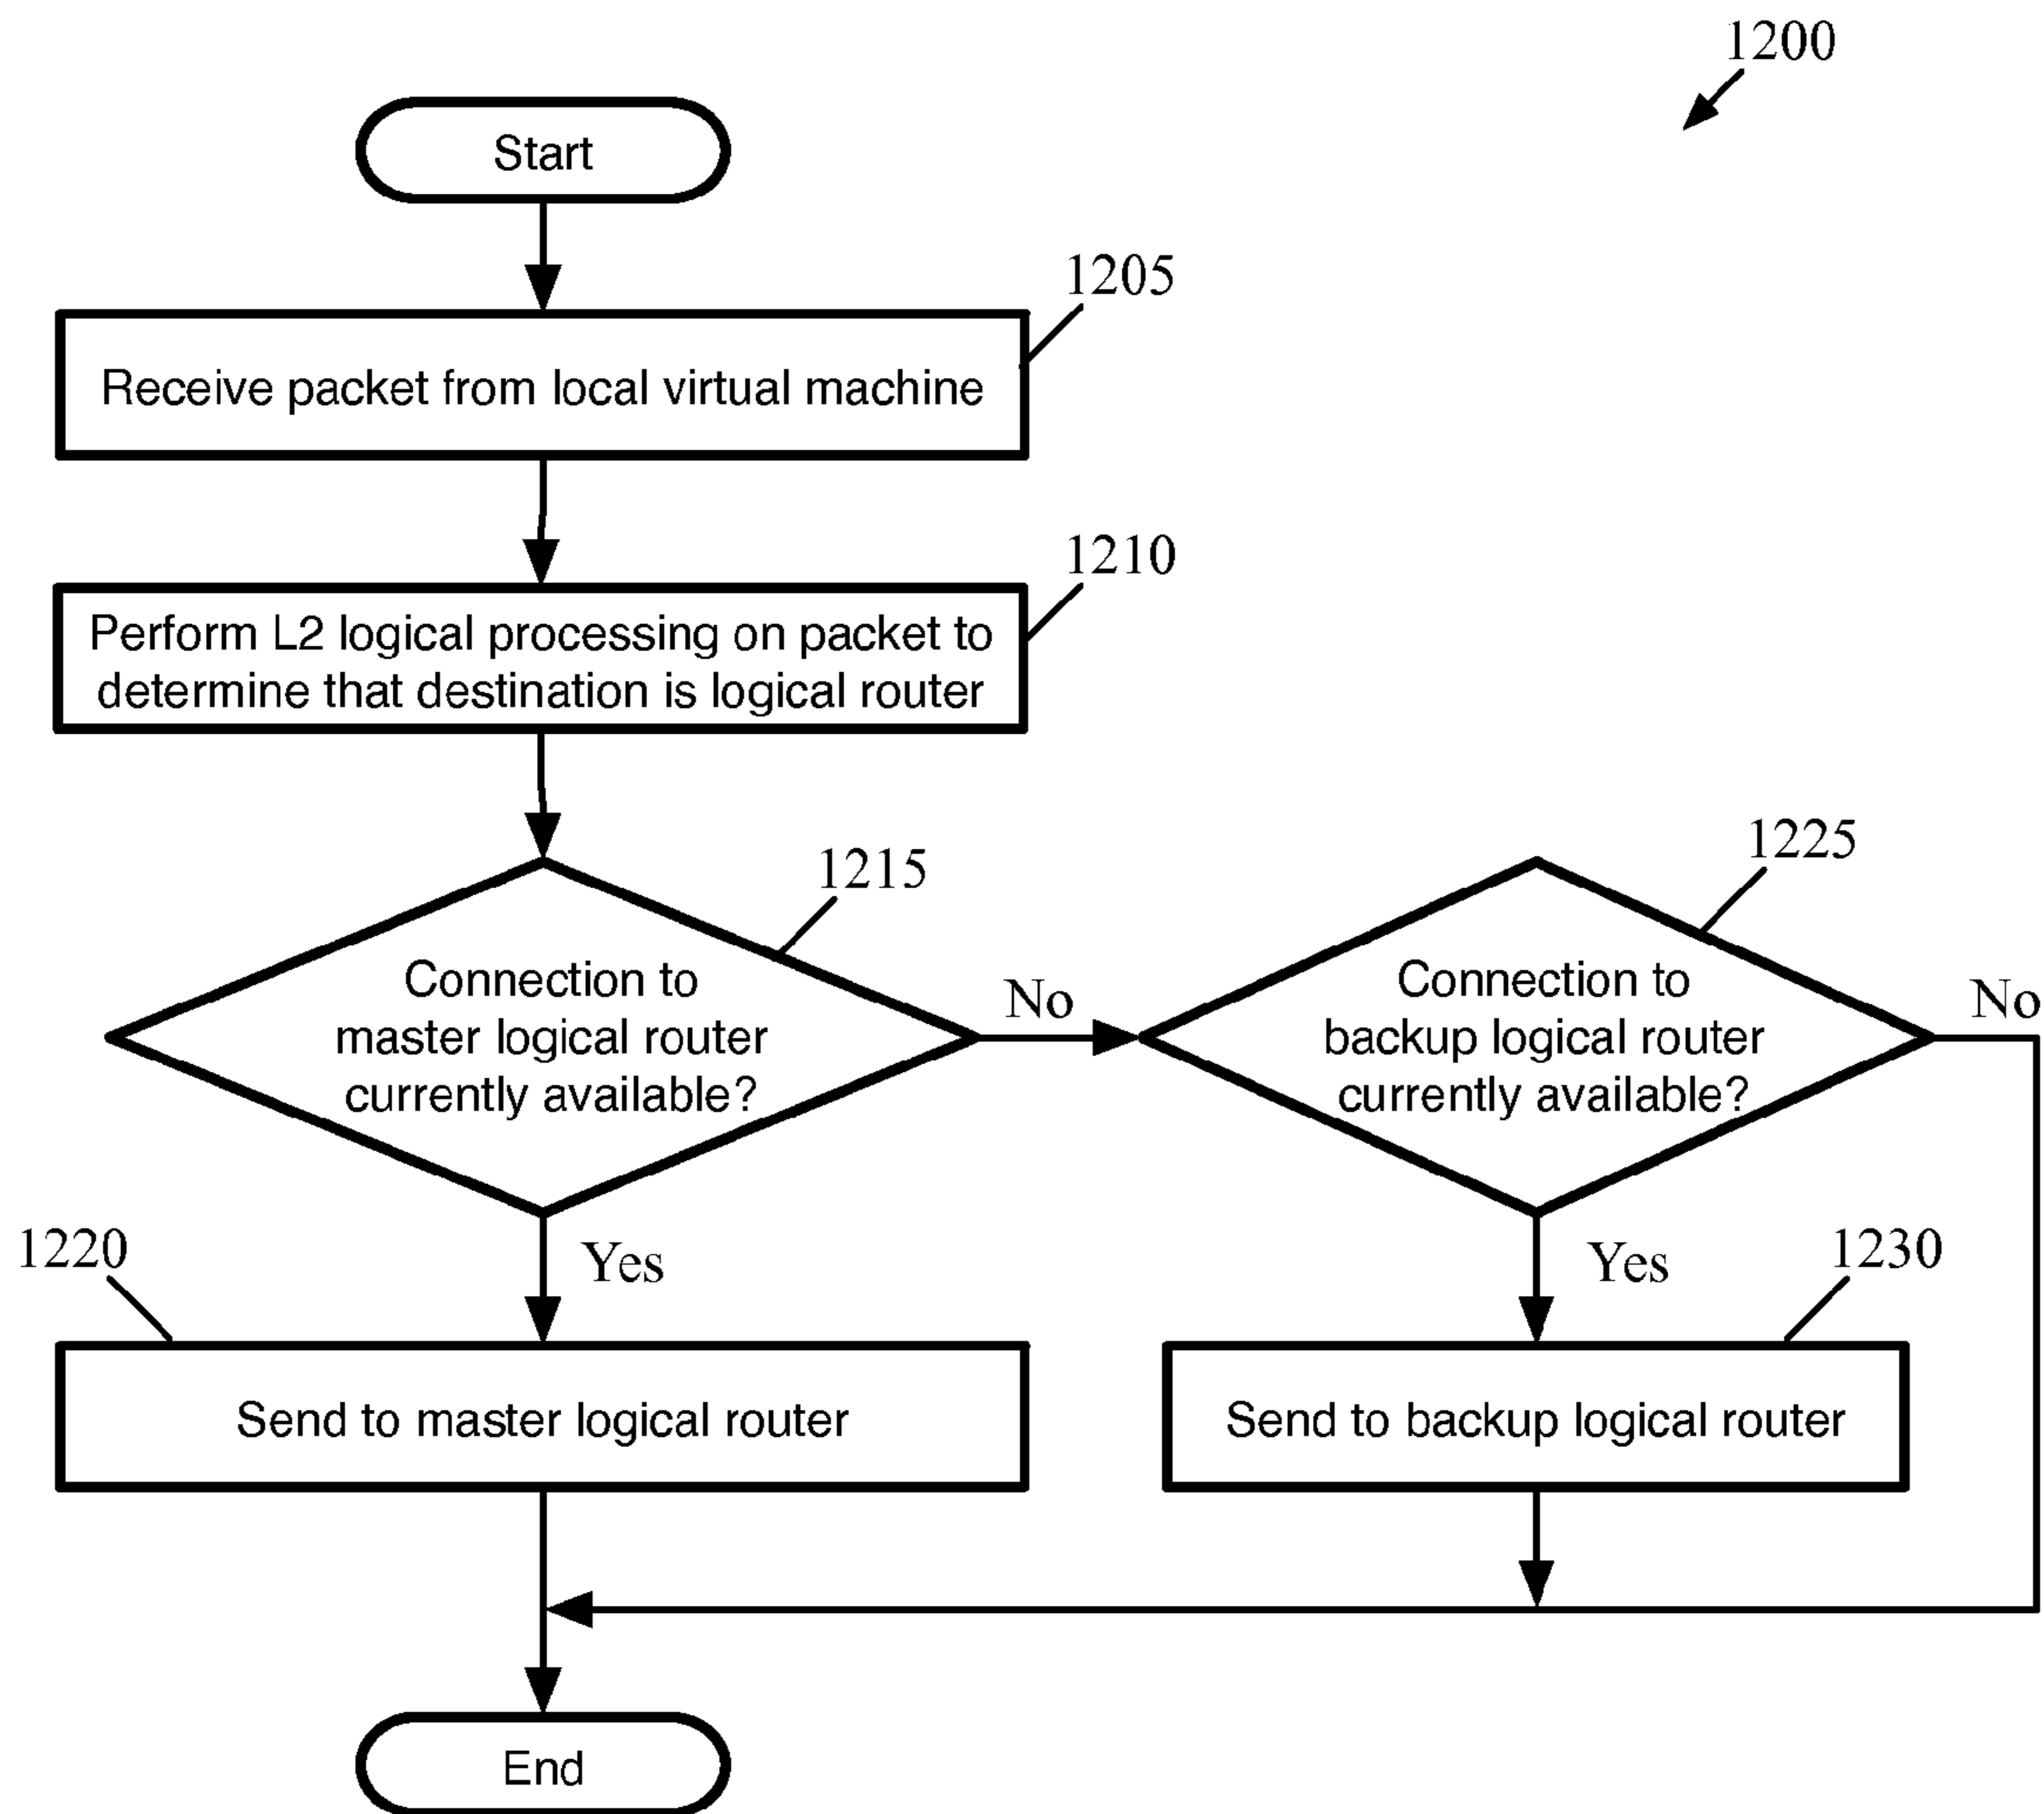 1200
Start
1205
Receive packet from local virtual machine
1210
Perform L2 logical processing on packet to
determine that destination is logical router
1215
Connection to
master logical router
currently available?
No
1225
Connection to
backup logical router
currently available?
No
1220
Yes
Send to master logical router
Yes
1230
Send to backup logical router
End